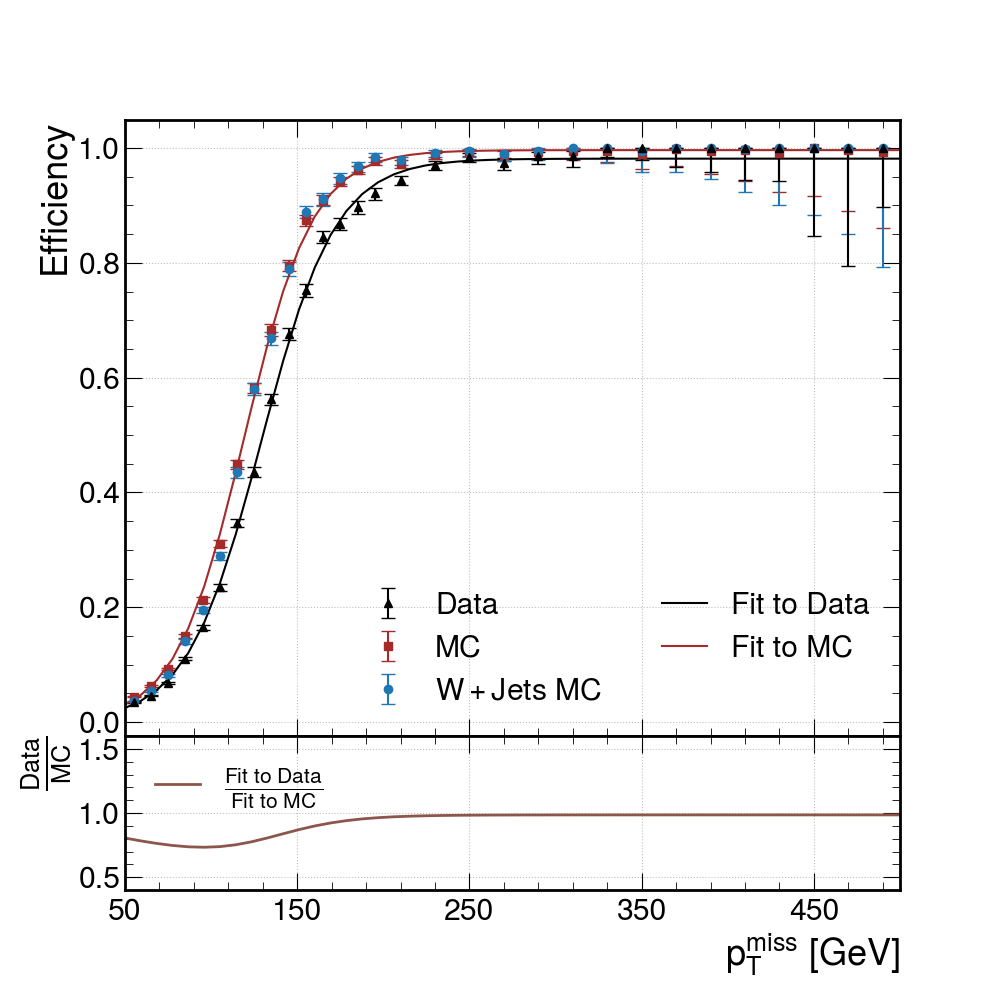 Efficiency
1.0
0.8
0.6
0.4
0.2
0.0
Data
MC
W + Jets MC
Fit to Data
Fit to MC
Data
MC
1.5
1.0
0.5
Fit to Data
Fit to MC
50 150 250 350 450
p_T^miss [GeV]